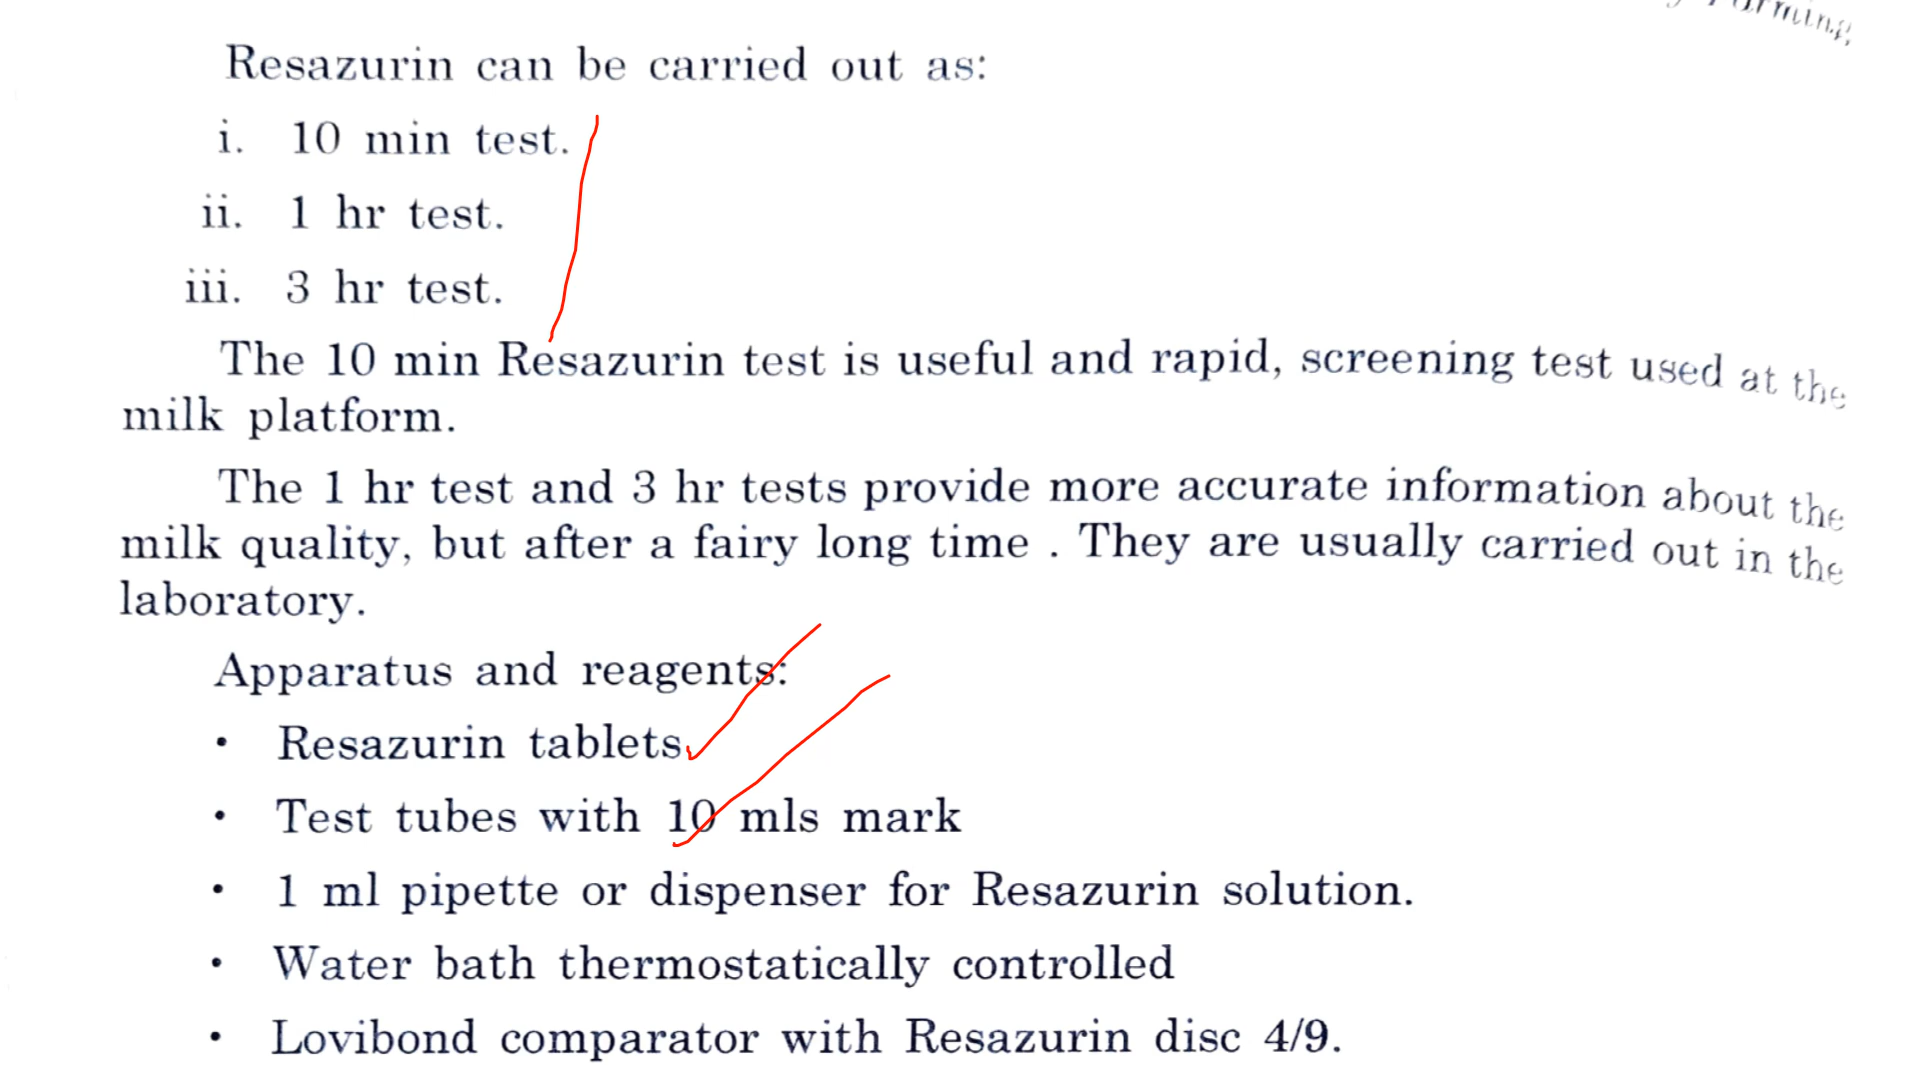 Resazurin can be carried out as:
i. 10 min test.
ii. 1 hr test.
iii. 3 hr test.
The 10 min Resazurin test is useful and rapid, screening test used at the
milk platform.
The 1 hr test and 3 hr tests provide more accurate information about the
milk quality, but after a fairy long time . They are usually carried out in the
laboratory.
Apparatus and reagents:
• Resazurin tablets.
• Test tubes with 10 mls mark
• 1 ml pipette or dispenser for Resazurin solution.
• Water bath thermostatically controlled
• Lovibond comparator with Resazurin disc 4/9.